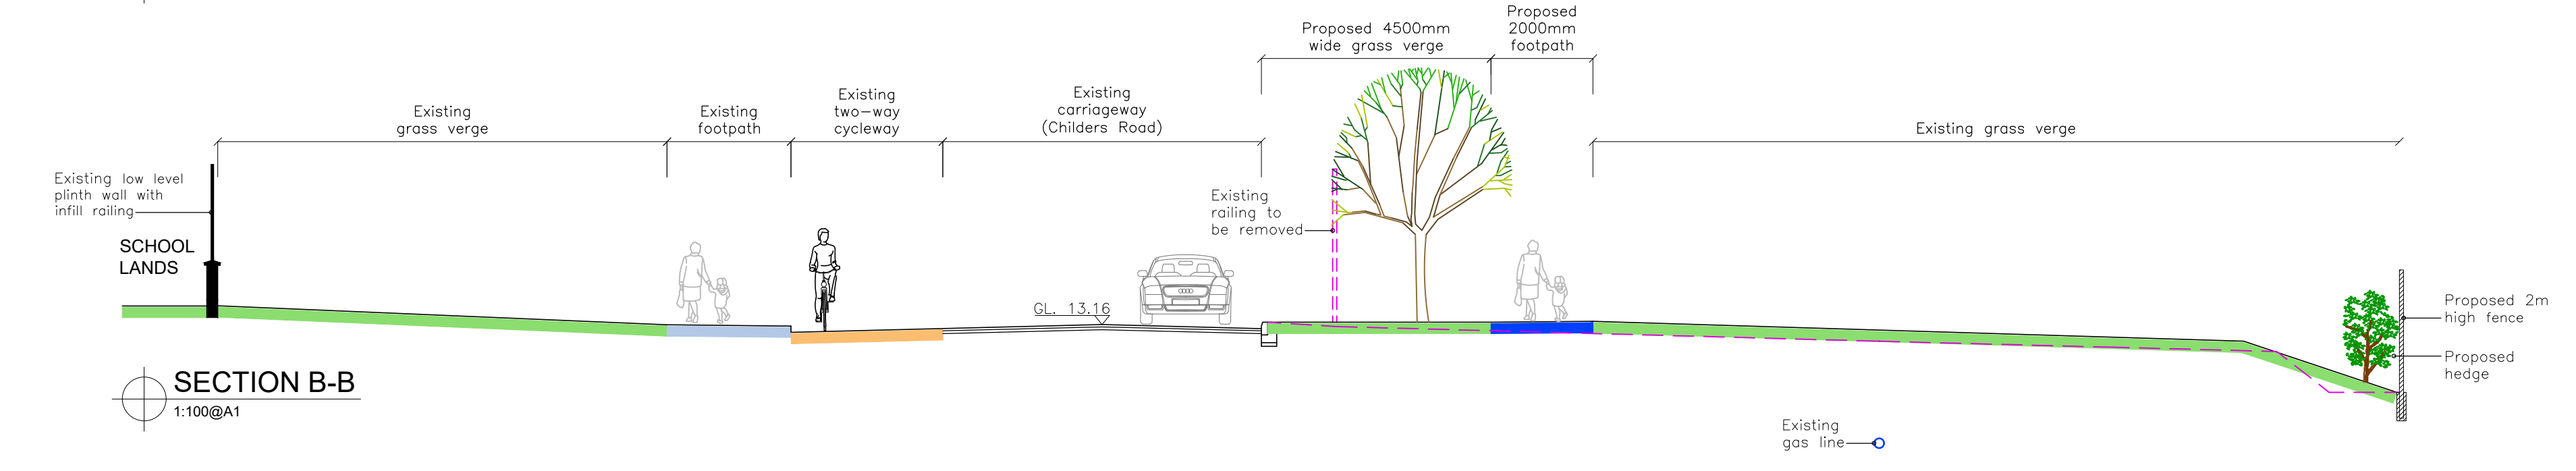 Proposed 4500mm
wide grass verge
Proposed
2000mm
footpath
Existing
grass verge
Existing
footpath
Existing
two-way
cycleway
Existing
carriageway
(Childers Road)
Existing grass verge
Existing low level
plinth wall with
infill railing
Existing
railing to
be removed
SCHOOL
LANDS
GL. 13.16
Proposed 2m
high fence
Proposed
hedge
SECTION B-B
1:100@A1
Existing
gas line